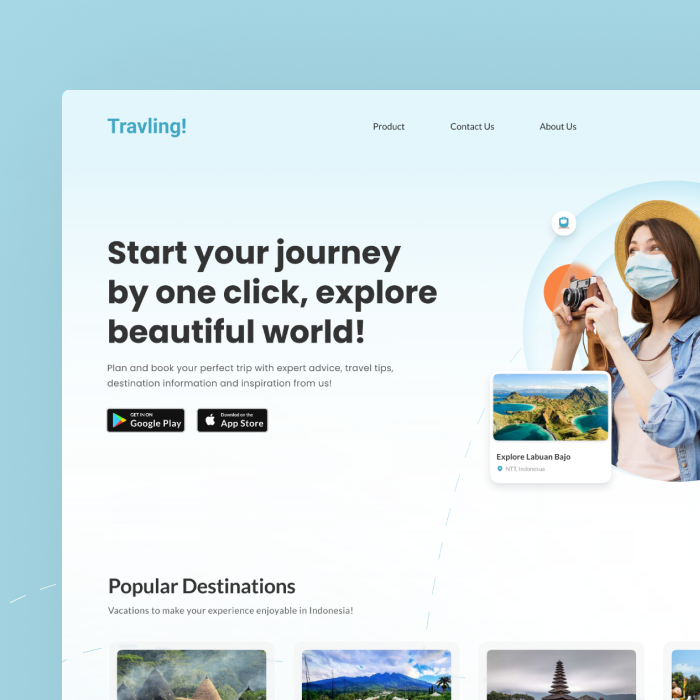 Travling!
Product
Contact Us
About Us
Start your journey
by one click, explore
beautiful world!
Plan and book your perfect trip with expert advice, travel tips,
destination information and inspiration from us!
GET IN ON
Google Play
Download on the
App Store
Explore Labuan Bajo
NTT, Indonesia
Popular Destinations
Vacations to make your experience enjoyable in Indonesia!